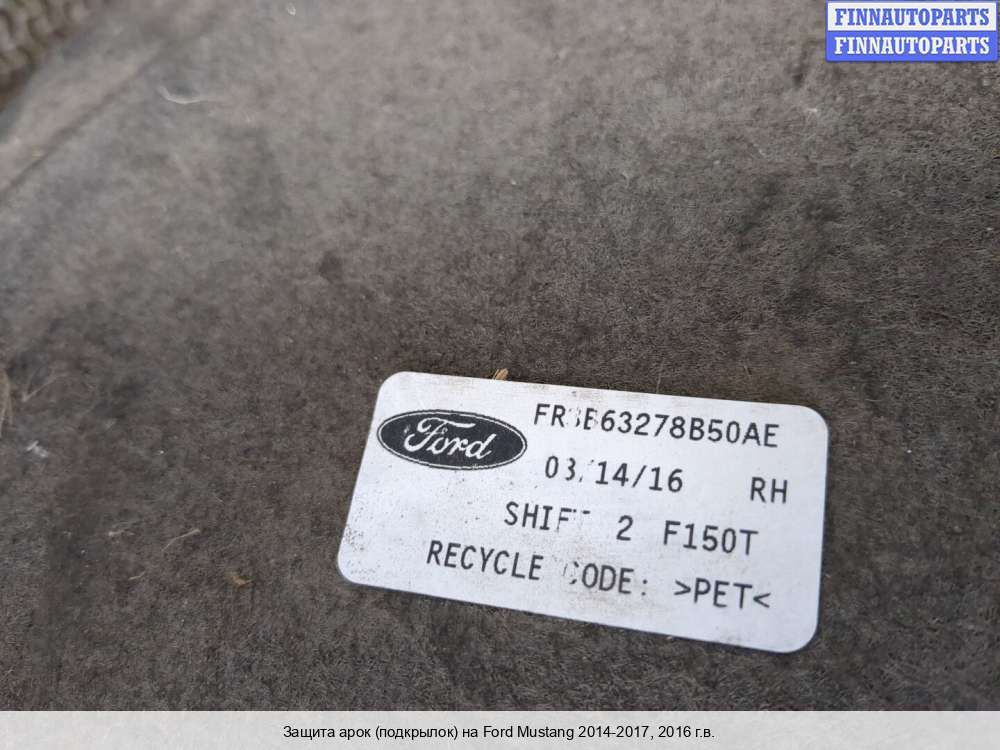 FINNAUTOPARTS
FINNAUTOPARTS
Ford
FR3B63278B50AE
03/14/16 RH
SHIFT 2 F150T
RECYCLE CODE: >PET<
Защита арок (подкрылок) на Ford Mustang 2014-2017, 2016 г.в.